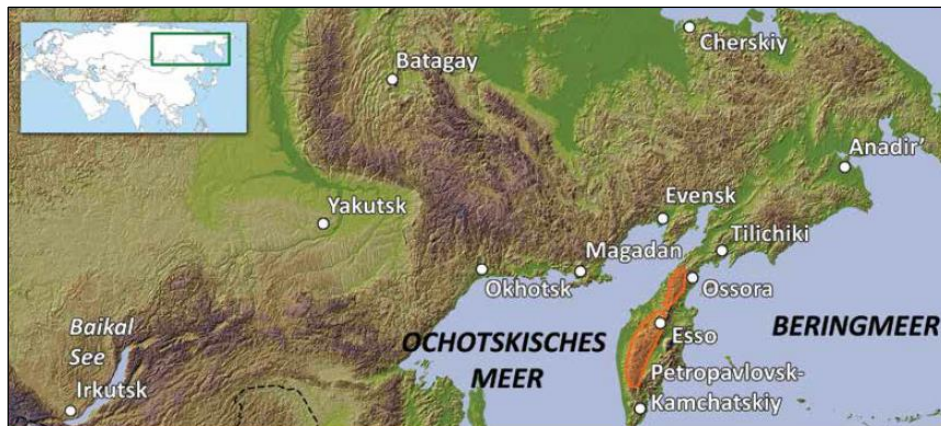 Cherskiy
Batagay
Anadir'
Yakutsk
Evensk
Tilichiki
Magadan
Okhotsk
Ossora
Baikal
See
OCHOTSKISCHES
MEER
Esso
BERINGMEER
Irkutsk
Petropavlovsk-
Kamchatskiy